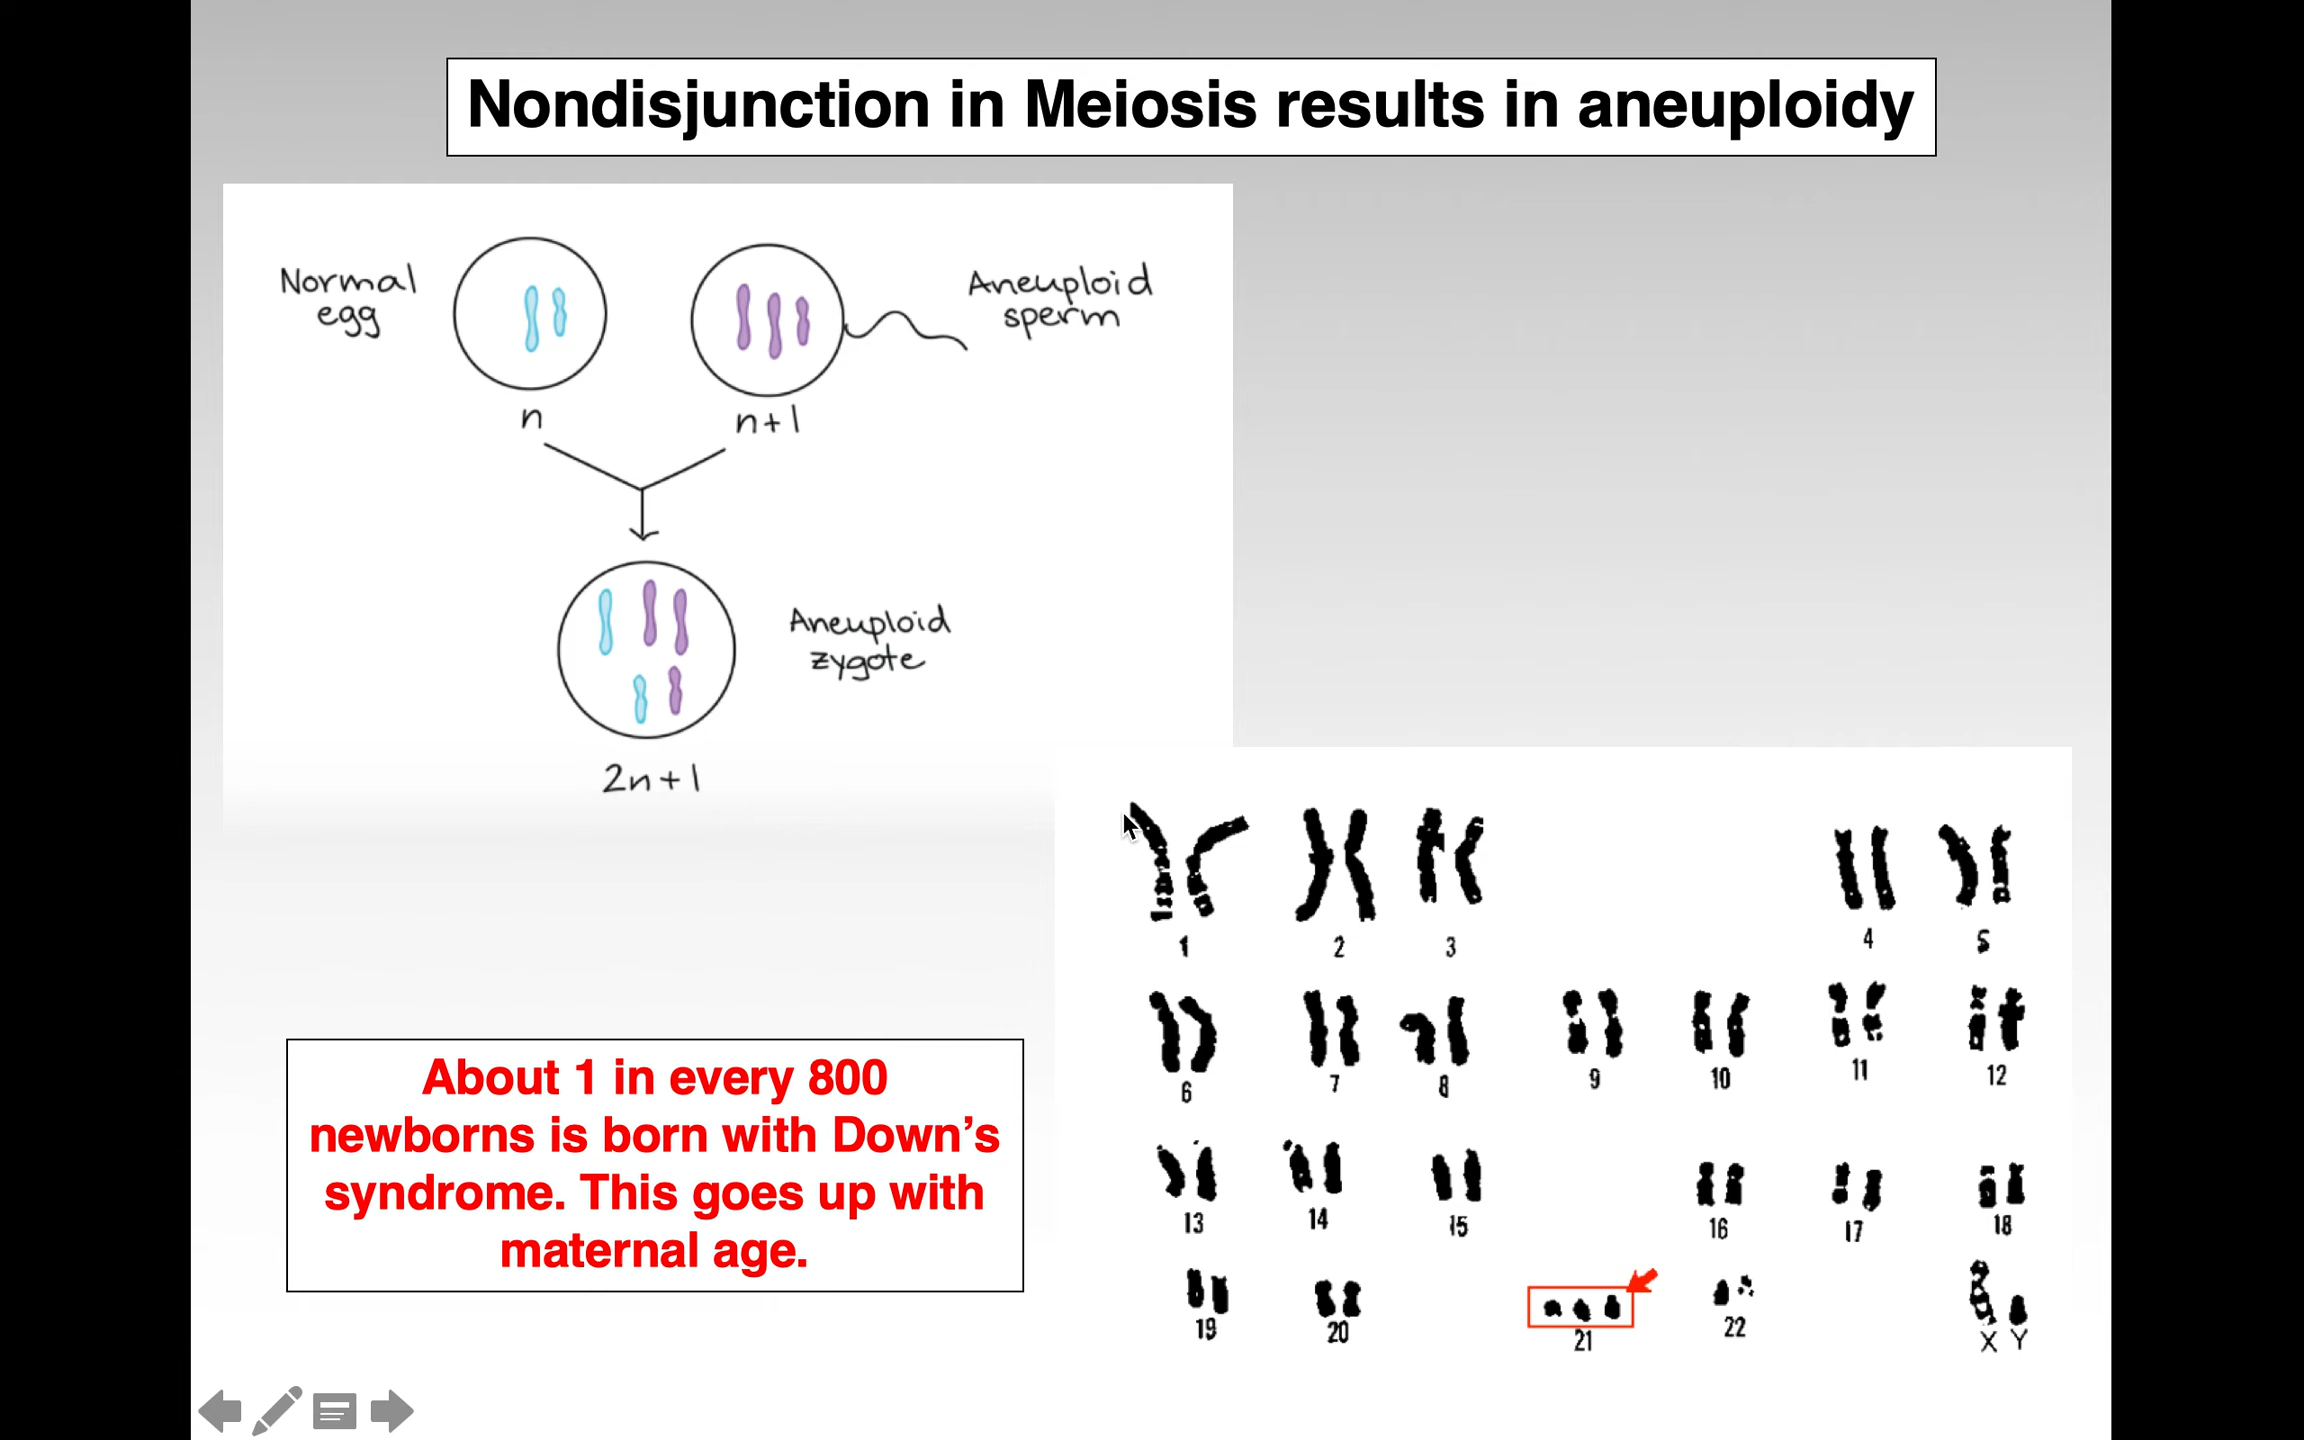 Nondisjunction in Meiosis results in aneuploidy
Normal
egg
Aneuploid
sperm
n
n+1
Aneuploid
zygote
2n+1
About 1 in every 800
newborns is born with Down’s
syndrome. This goes up with
maternal age.
1 2 3 4 5
6 7 8 9 10 11 12
13 14 15 16 17 18
19 20 21 22 X Y